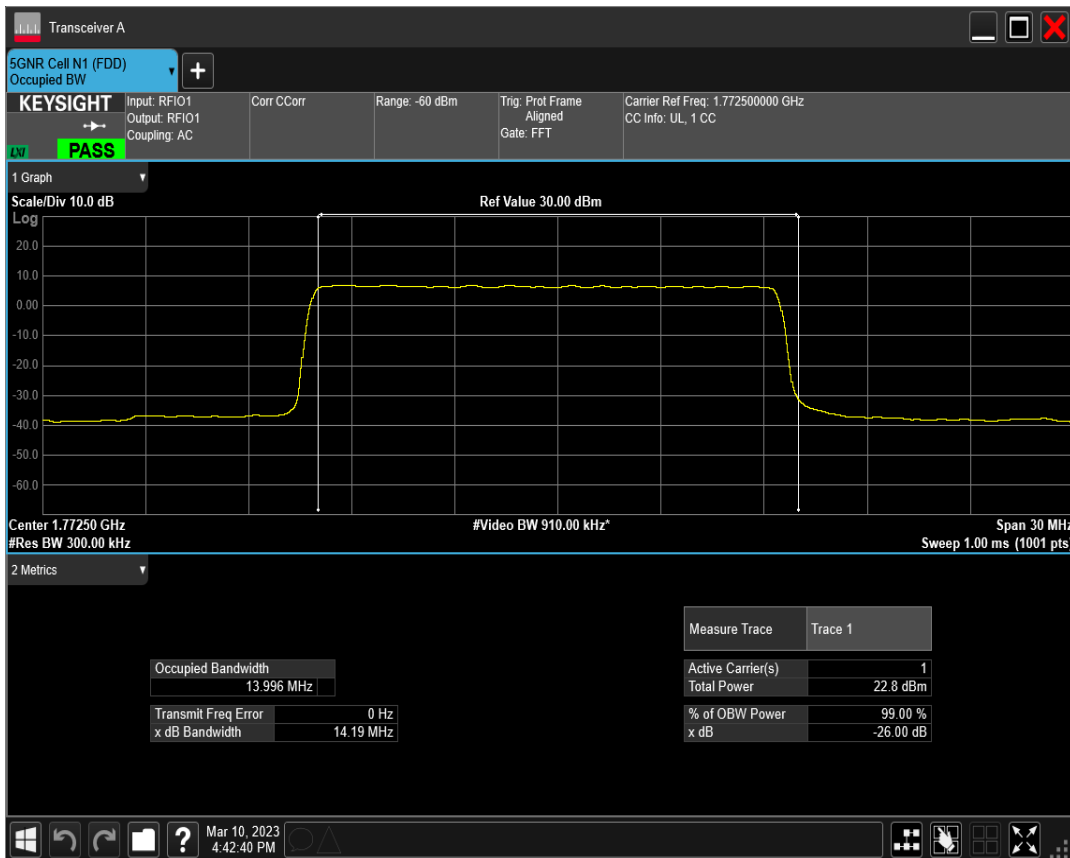 Transceiver A
5GNR Cell N1 (FDD)
Occupied BW
+
KEYSIGHT
LXI
PASS
Input: RFIO1
Output: RFIO1
Coupling: AC
Corr CCorr
Range: -60 dBm
Trig: Prot Frame
Aligned
Gate: FFT
Carrier Ref Freq: 1.772500000 GHz
CC Info: UL, 1 CC
1 Graph
Scale/Div 10.0 dB
Ref Value 30.00 dBm
Log
20.0
10.0
0.00
-10.0
-20.0
-30.0
-40.0
-50.0
-60.0
Center 1.77250 GHz
#Video BW 910.00 kHz*
Span 30 MHz
#Res BW 300.00 kHz
Sweep 1.00 ms (1001 pts)
2 Metrics
Measure Trace Trace 1
Occupied Bandwidth
13.996 MHz
Active Carrier(s) 1
Total Power 22.8 dBm
Transmit Freq Error 0 Hz
x dB Bandwidth 14.19 MHz
% of OBW Power 99.00 %
x dB -26.00 dB
?
Mar 10, 2023
4:42:40 PM